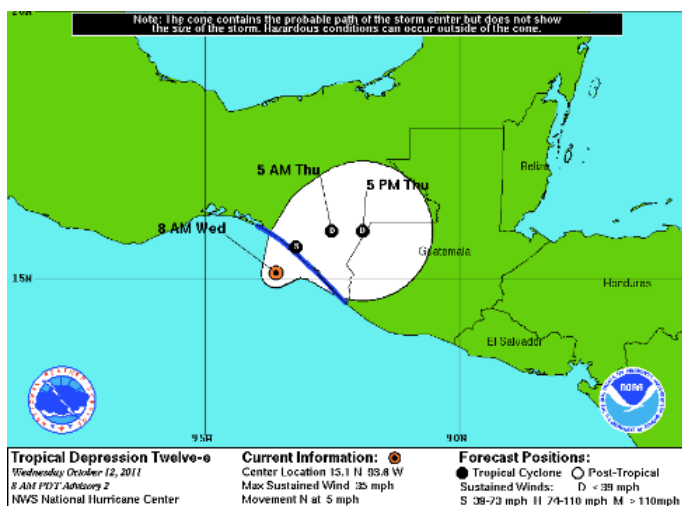 Note: The cone contains the probable path of the storm center but does not show
the size of the storm. Hazardous conditions can occur outside of the cone.
20N
Belize
5 AM Thu
5 PM Thu
D
D
8 AM Wed
S
Guatemala
15N
Honduras
El Salvador
NOAA
95W
90W
Tropical Depression Twelve-e
Wednesday October 12, 2011
8 AM PDT Advisory 2
NWS National Hurricane Center
Current Information:
Center Location 15.1 N 93.6 W
Max Sustained Wind 35 mph
Movement N at 5 mph
Forecast Positions:
Tropical Cyclone Post-Tropical
Sustained Winds: D < 39 mph
S 39-73 mph H 74-110 mph M > 110mph